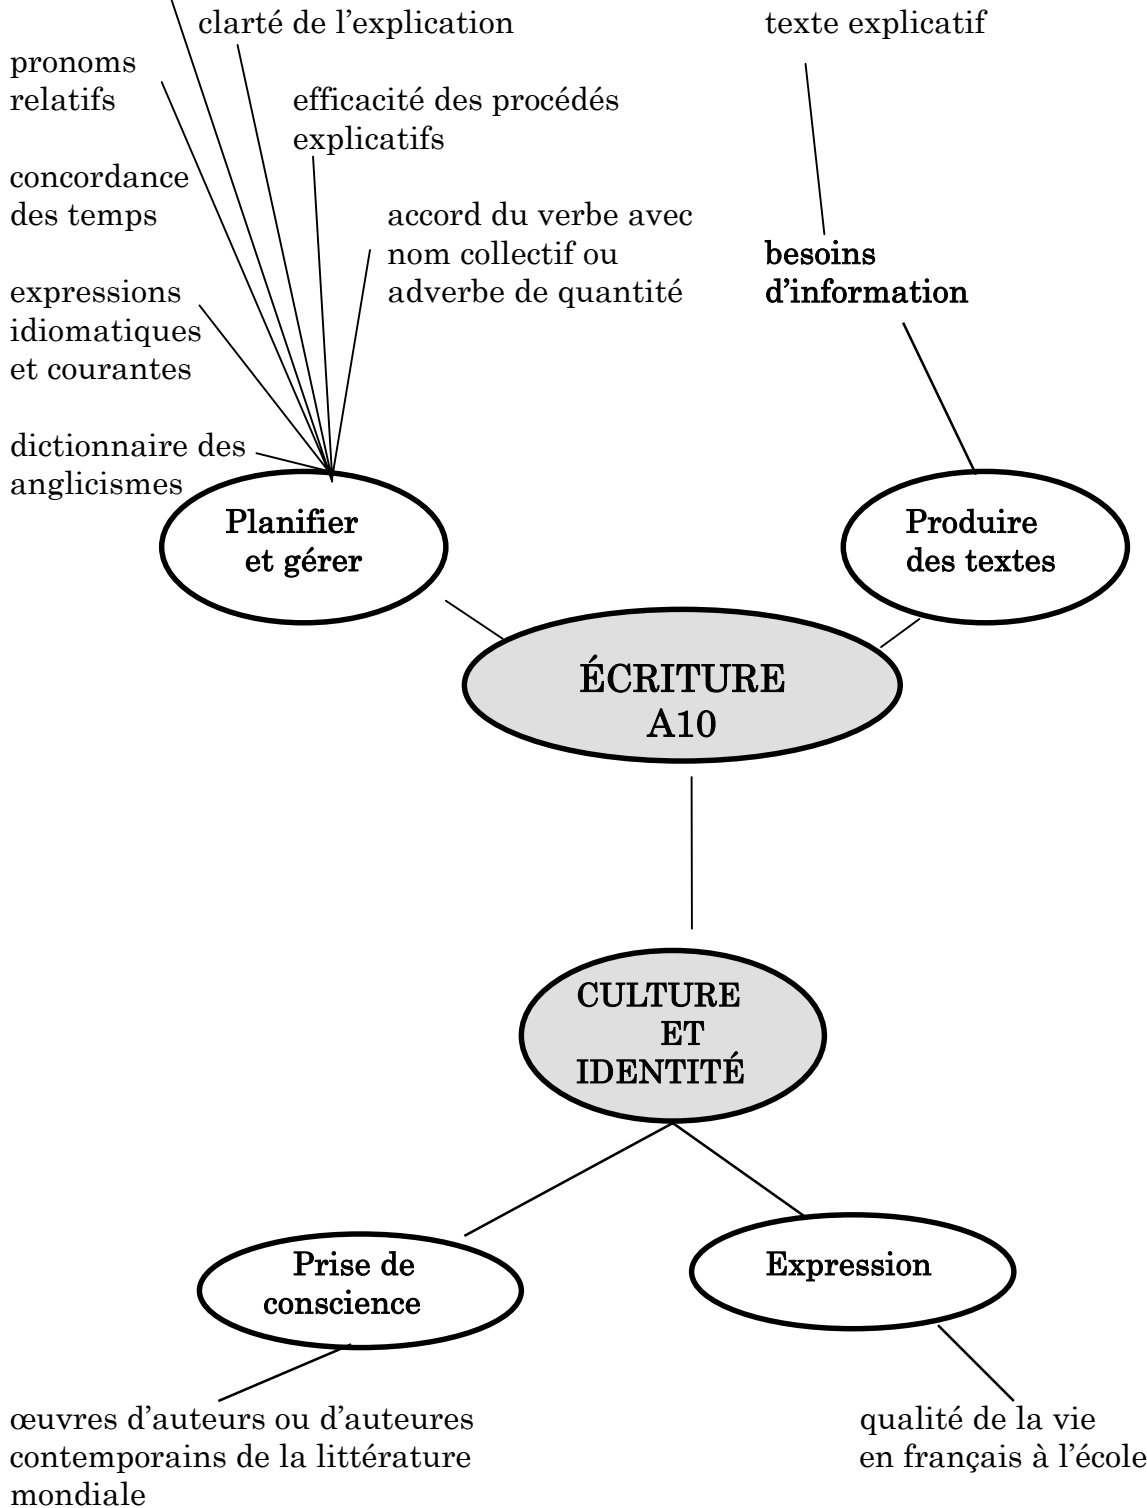 clarté de l'explication
texte explicatif
pronoms
relatifs
efficacité des procédés
explicatifs
concordance
des temps
accord du verbe avec
nom collectif ou
adverbe de quantité
besoins
d'information
expressions
idiomatiques
et courantes
dictionnaire des
anglicismes
Planifier
et gérer
Produire
des textes
ÉCRITURE
A10
CULTURE
ET
IDENTITÉ
Prise de
conscience
Expression
œuvres d'auteurs ou d'auteures
contemporains de la littérature
mondiale
qualité de la vie
en français à l'école